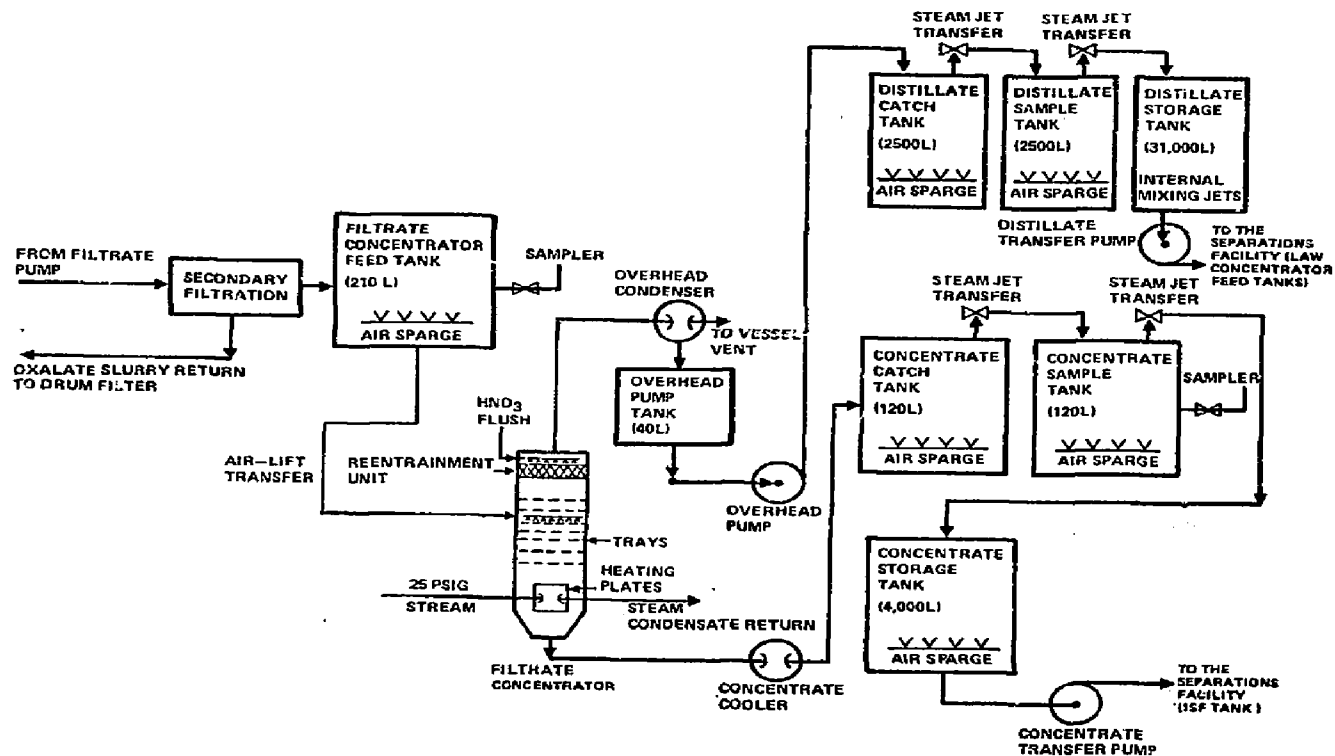 STEAM JET
TRANSFER
STEAM JET
TRANSFER
DISTILLATE
CATCH
TANK
(2500L)
AIR SPARGE
DISTILLATE
SAMPLE
TANK
(2500L)
AIR SPARGE
DISTILLATE
STORAGE
TANK
(31,000L)
INTERNAL
MIXING JETS
DISTILLATE
TRANSFER PUMP
TO THE
SEPARATIONS
FACILITY (LAW
CONCENTRATOR
FEED TANKS)
FROM FILTRATE
PUMP
SECONDARY
FILTRATION
OXALATE SLURRY RETURN
TO DRUM FILTER
FILTRATE
CONCENTRATOR
FEED TANK
(210 L)
AIR SPARGE
SAMPLER
OVERHEAD
CONDENSER
TO VESSEL
VENT
OVERHEAD
PUMP
TANK
(40L)
OVERHEAD
PUMP
HNO3
FLUSH
REENTRAINMENT
UNIT
AIR-LIFT
TRANSFER
TRAYS
HEATING
PLATES
25 PSIG
STREAM
STEAM
CONDENSATE RETURN
FILTRATE
CONCENTRATOR
CONCENTRATE
COOLER
STEAM JET
TRANSFER
STEAM JET
TRANSFER
CONCENTRATE
CATCH
TANK
(120L)
AIR SPARGE
CONCENTRATE
SAMPLE
TANK
(120L)
AIR SPARGE
SAMPLER
CONCENTRATE
STORAGE
TANK
(4,000L)
AIR SPARGE
TO THE
SEPARATIONS
FACILITY
(ISF TANK)
CONCENTRATE
TRANSFER PUMP